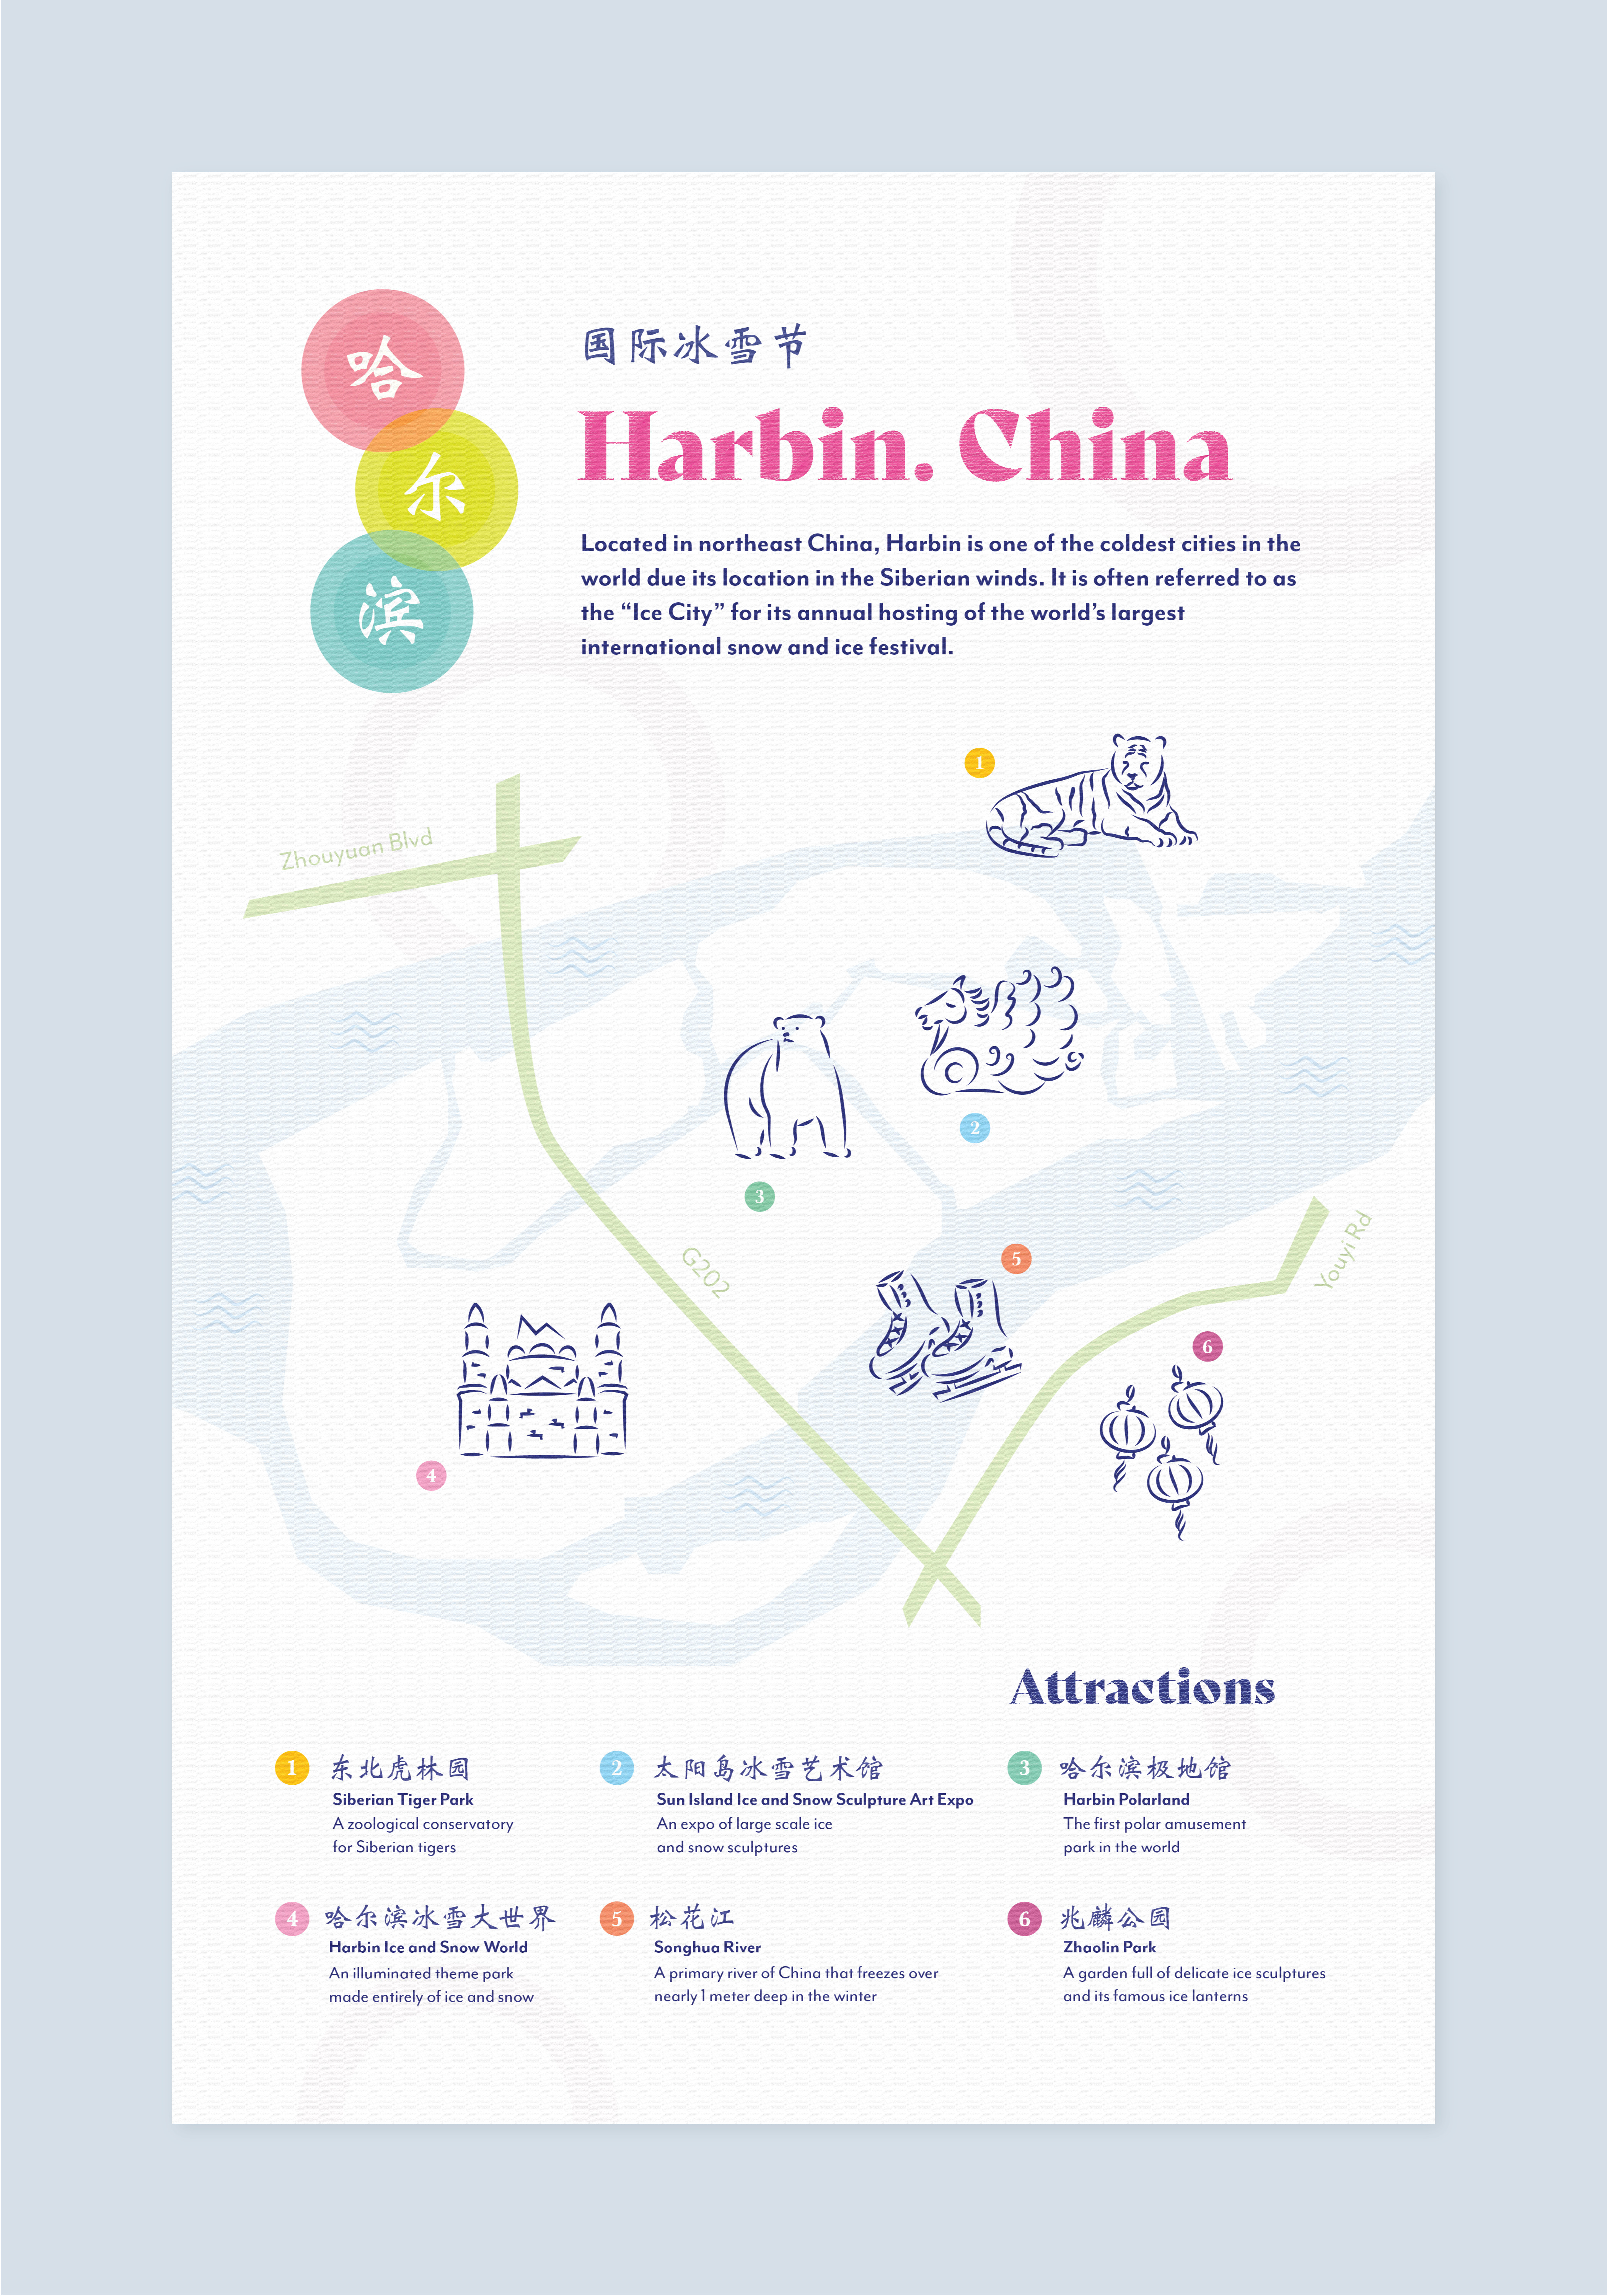 哈
尔
滨
国际冰雪节
Harbin. China
Located in northeast China, Harbin is one of the coldest cities in the
world due its location in the Siberian winds. It is often referred to as
the “Ice City” for its annual hosting of the world’s largest
international snow and ice festival.
1
Zhouyuan Blvd
2
3
G202
5
Youyi Rd
6
4
Attractions
1 东北虎林园
Siberian Tiger Park
A zoological conservatory
for Siberian tigers
2 太阳岛冰雪艺术馆
Sun Island Ice and Snow Sculpture Art Expo
An expo of large scale ice
and snow sculptures
3 哈尔滨极地馆
Harbin Polarland
The first polar amusement
park in the world
4 哈尔滨冰雪大世界
Harbin Ice and Snow World
An illuminated theme park
made entirely of ice and snow
5 松花江
Songhua River
A primary river of China that freezes over
nearly 1 meter deep in the winter
6 兆麟公园
Zhaolin Park
A garden full of delicate ice sculptures
and its famous ice lanterns